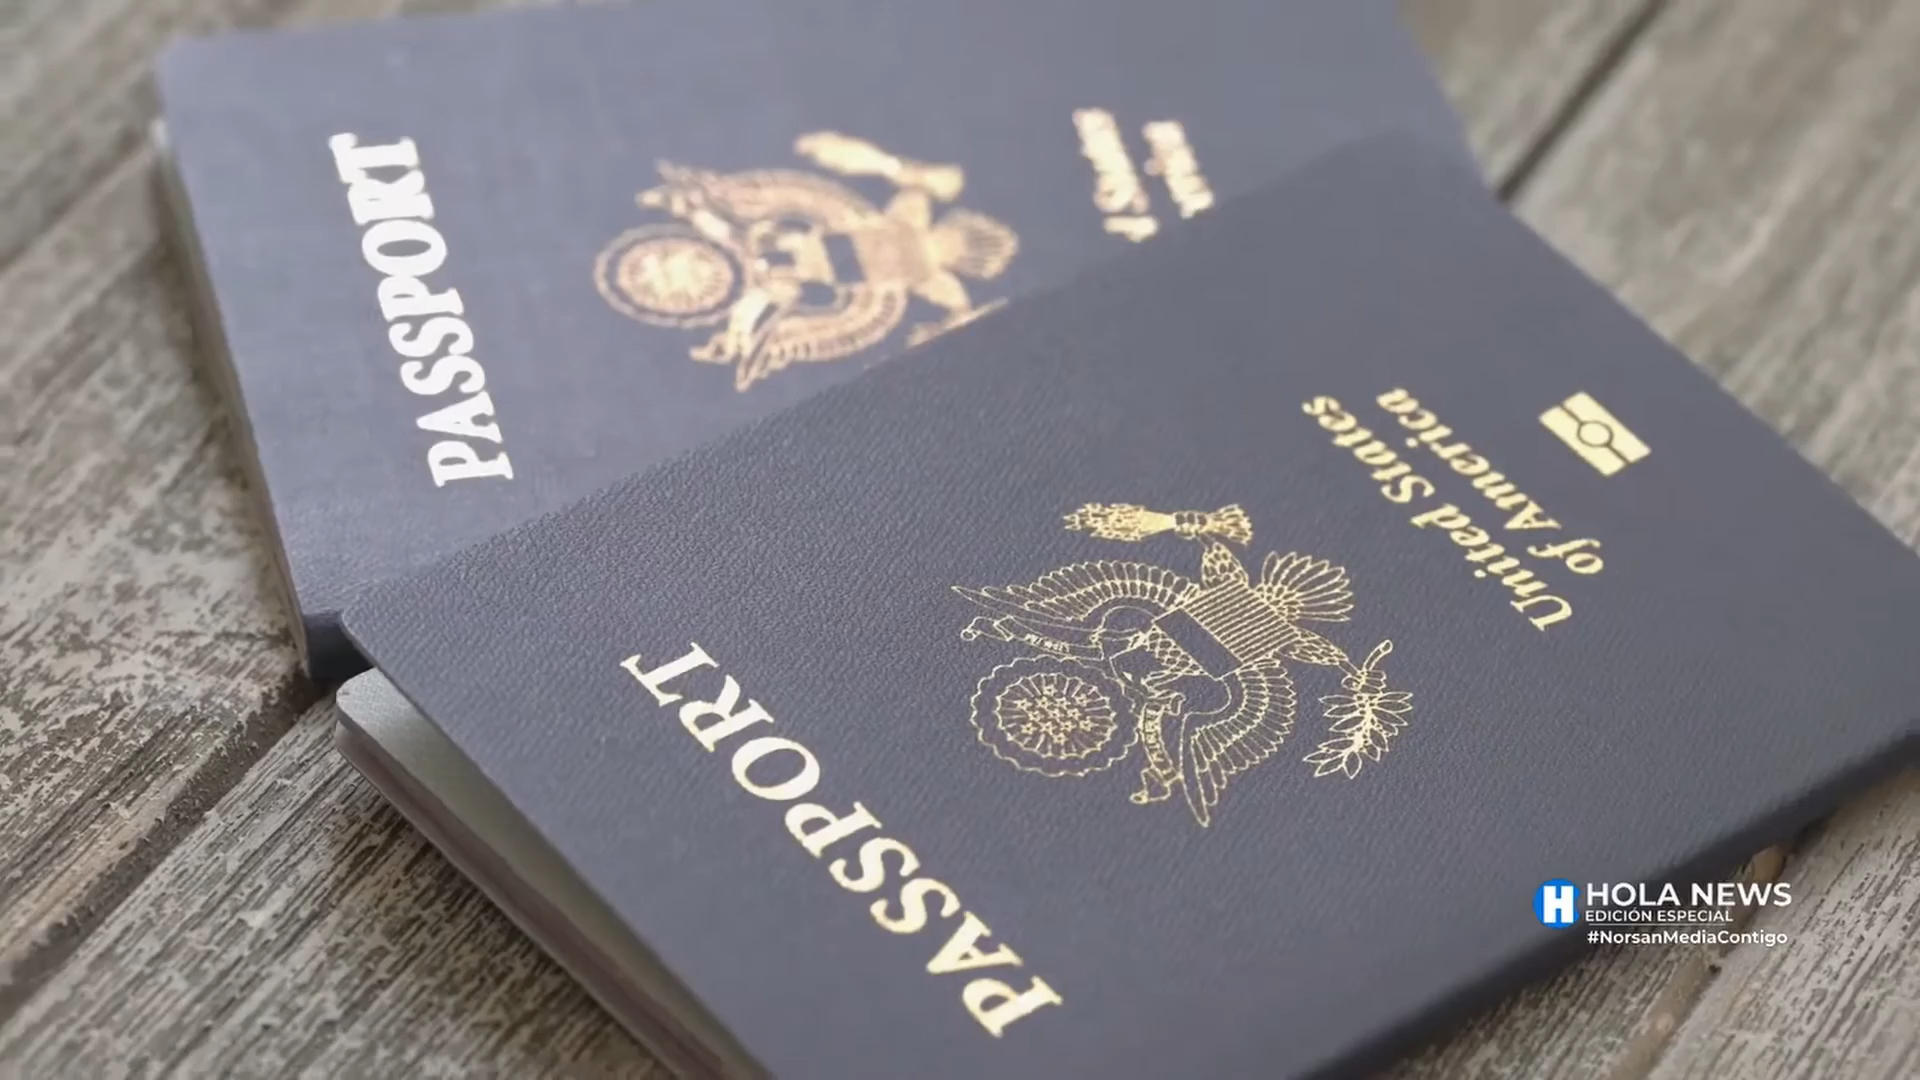 PASSPORT
PASSPORT
United States
of America
HOLA NEWS
EDICIÓN ESPECIAL
#NorsanMediaContigo